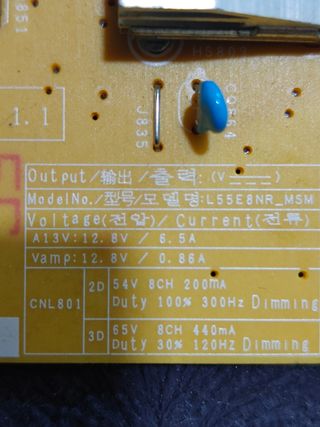 851
HS803
1.1
J835
C9864
Output/输出/출력:(V ⎓)
ModelNo./型号/모델명:L55E8NR_MSM
Voltage(전압)/Current(전류)
A13V:12.8V / 6.5A
Vamp:12.8V / 0.86A
CNL801
2D 54V 8CH 200mA
Duty 100% 300Hz Dimming
3D 65V 8CH 440mA
Duty 30% 120Hz Dimming